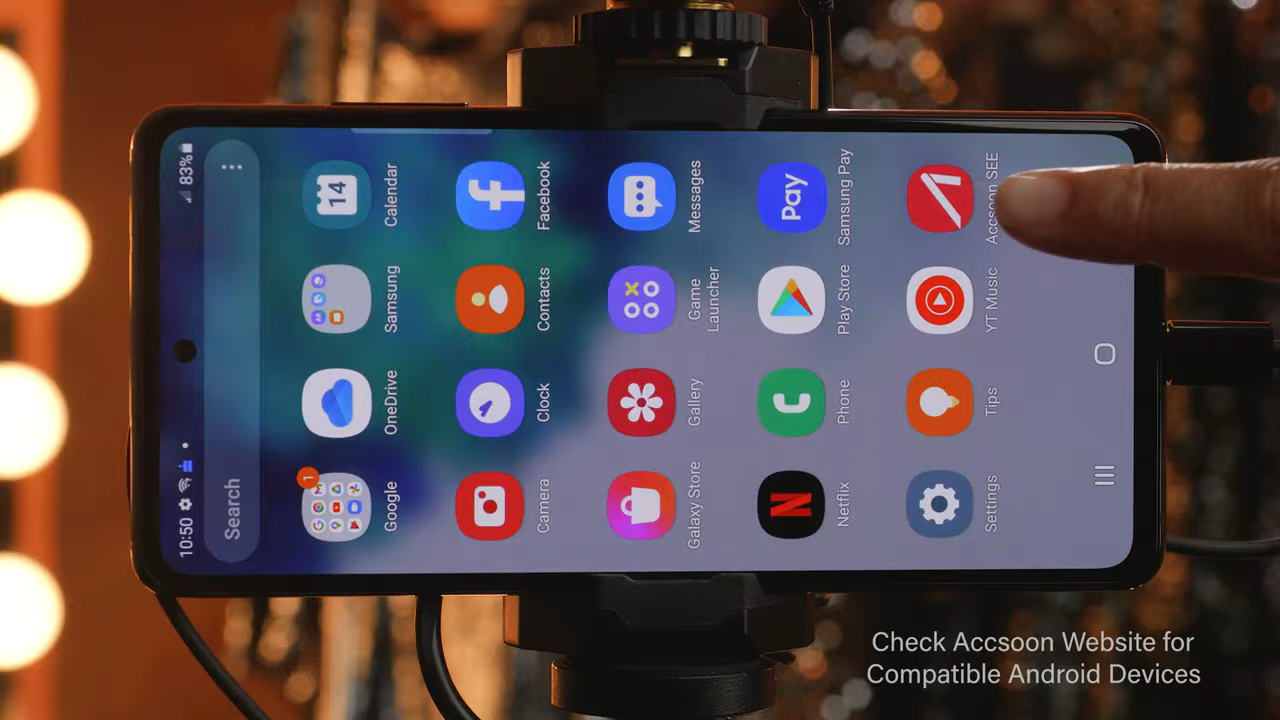 10:50
83%
Search
Google
OneDrive
Samsung
14
Calendar
1
Camera
Clock
Contacts
Facebook
Galaxy Store
Gallery
Game
Launcher
Messages
Netflix
Phone
Play Store
Pay
Samsung Pay
Settings
Tips
YT Music
Accsoon SEE
Check Accsoon Website for
Compatible Android Devices